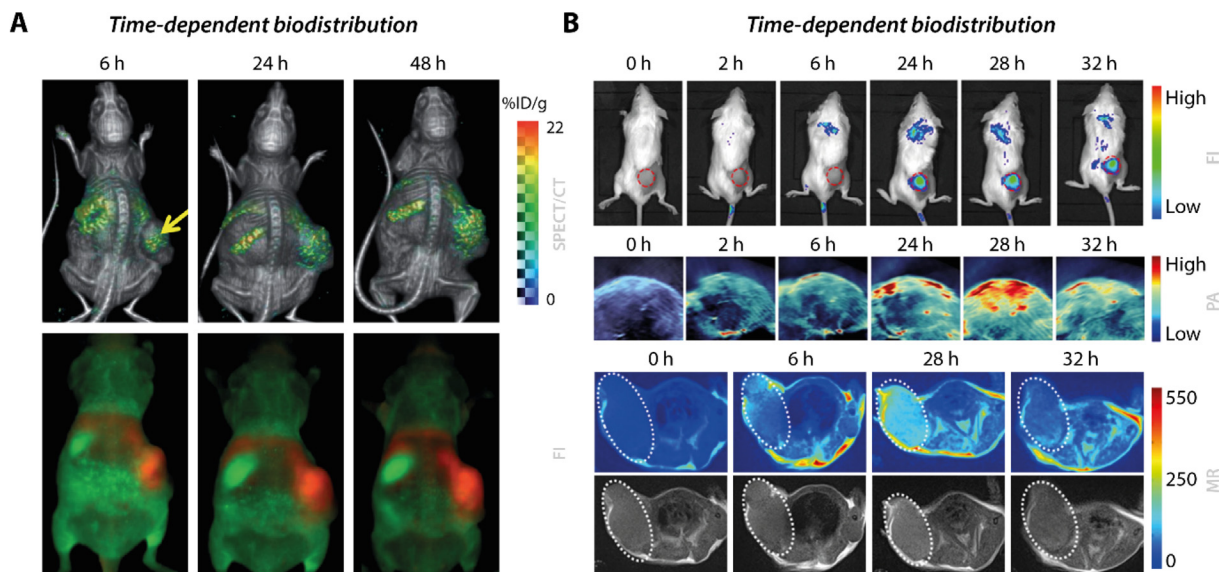 A
Time-dependent biodistribution
6 h
24 h
48 h
%ID/g
22
0
SPECT/CT
FI
B
Time-dependent biodistribution
0 h
2 h
6 h
24 h
28 h
32 h
High
Low
FI
0 h
2 h
6 h
24 h
28 h
32 h
High
Low
PA
0 h
6 h
28 h
32 h
550
250
0
MR